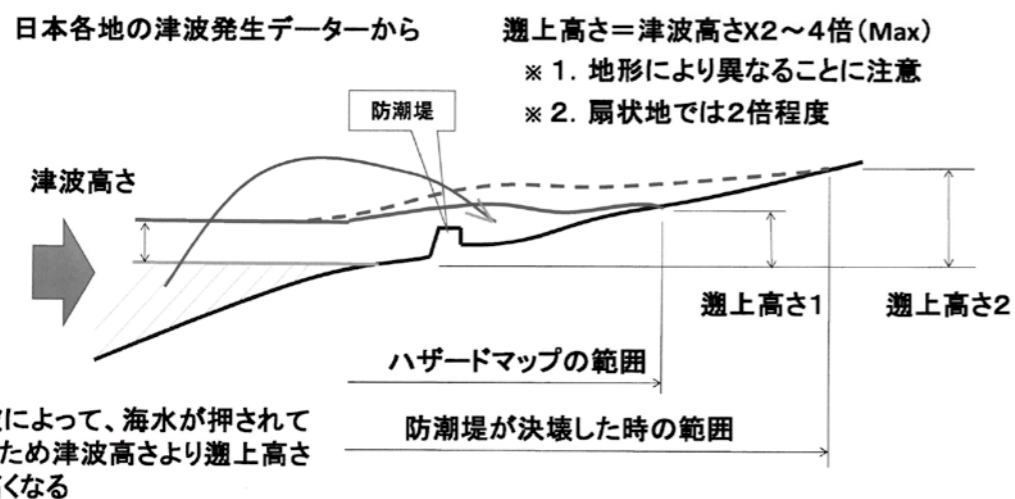 日本各地の津波発生データーから
遡上高さ＝津波高さX2～4倍（Max）
※ 1．地形により異なることに注意
※ 2．扇状地では2倍程度
防潮堤
津波高さ
遡上高さ1
遡上高さ2
ハザードマップの範囲
防潮堤が決壊した時の範囲
によって、海水が押されて
ため津波高さより遡上高さ
くなる